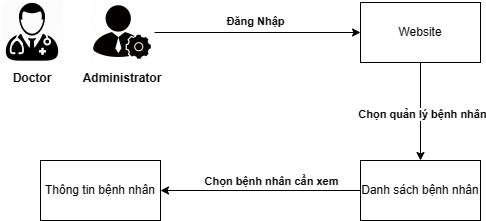 Đăng Nhập
Website
Doctor
Administrator
Chọn quản lý bệnh nhân
Thông tin bệnh nhân
Chọn bệnh nhân cần xem
Danh sách bệnh nhân